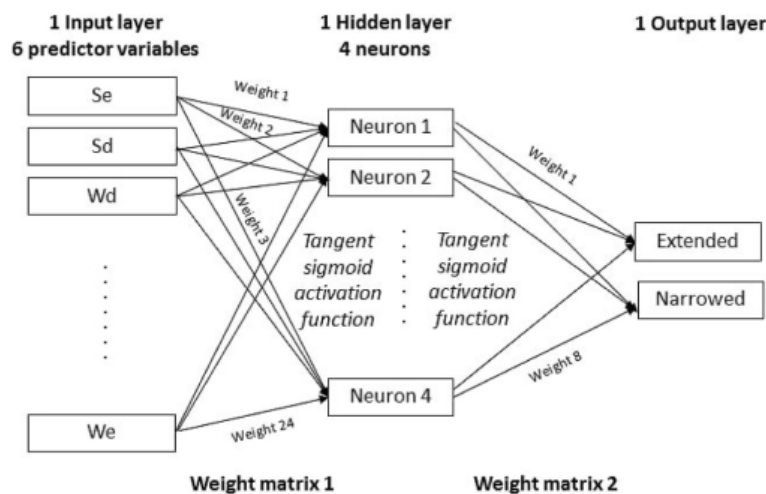 1 Input layer
6 predictor variables
1 Hidden layer
4 neurons
1 Output layer
Se
Sd
Wd
We
Weight 1
Weight 2
Weight 3
Weight 24
Neuron 1
Neuron 2
Tangent
sigmoid
activation
function
Tangent
sigmoid
activation
function
Neuron 4
Weight 1
Weight 8
Extended
Narrowed
Weight matrix 1
Weight matrix 2